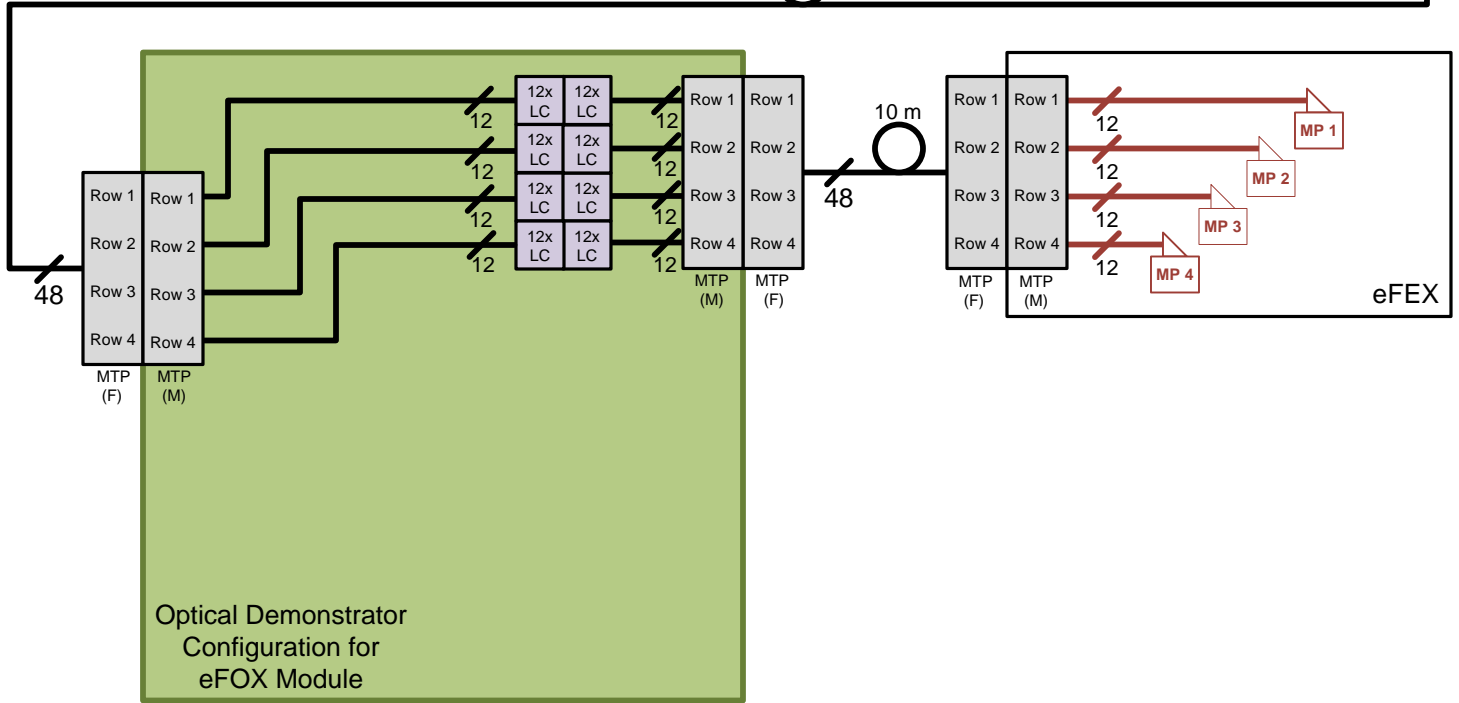 48
Row 1
Row 2
Row 3
Row 4
MTP
(F)
Row 1
Row 2
Row 3
Row 4
MTP
(M)
12
12
12
12
12x
LC
12x
LC
12x
LC
12x
LC
12x
LC
12x
LC
12x
LC
12x
LC
12
12
12
12
Row 1
Row 2
Row 3
Row 4
MTP
(M)
Row 1
Row 2
Row 3
Row 4
MTP
(F)
48
10 m
Row 1
Row 2
Row 3
Row 4
MTP
(F)
Row 1
Row 2
Row 3
Row 4
MTP
(M)
12
12
12
12
MP 1
MP 2
MP 3
MP 4
eFEX
Optical Demonstrator
Configuration for
eFOX Module